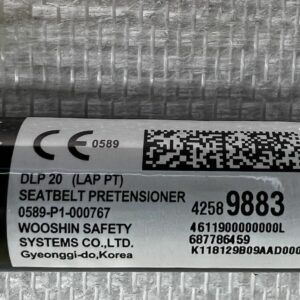 CE 0589
DLP 20 (LAP PT)
SEATBELT PRETENSIONER
0589-P1-000767
WOOSHIN SAFETY
SYSTEMS CO.,LTD.
Gyeonggi-do,Korea
4258 9883
4611900000000L
687786459
K118129B09AAD000